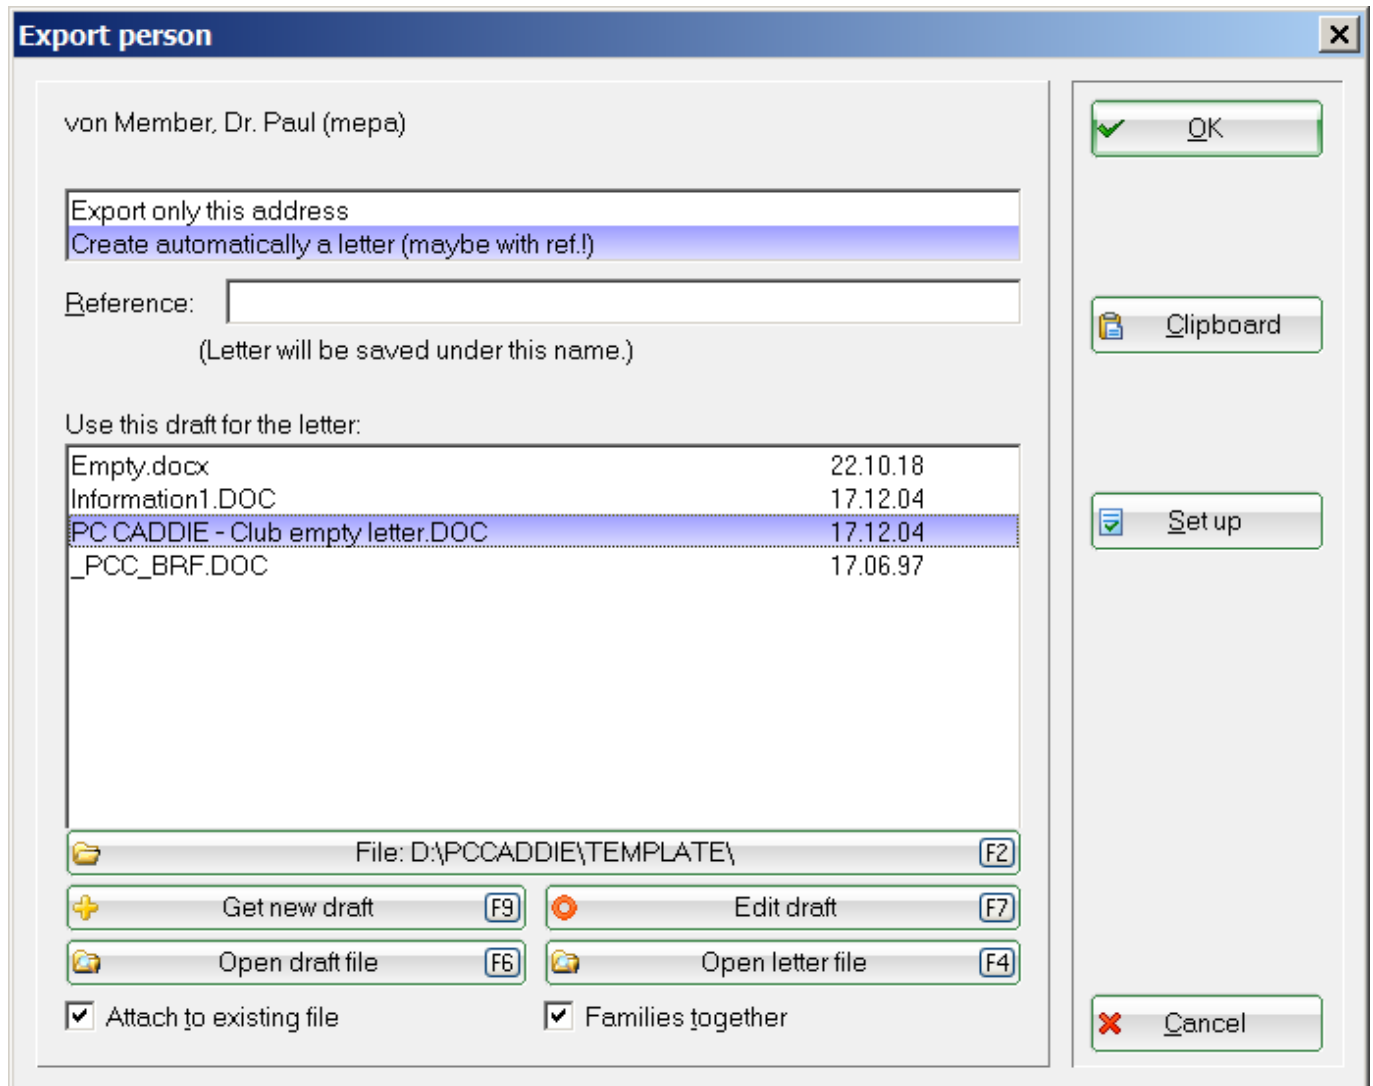 Export person
von Member, Dr. Paul (mepa)
OK
Export only this address
Create automatically a letter (maybe with ref.!)
Reference:
Clipboard
(Letter will be saved under this name.)
Use this draft for the letter:
Empty.docx 22.10.18
Information1.DOC 17.12.04
Set up
PC CADDIE - Club empty letter.DOC 17.12.04
_PCC_BRF.DOC 17.06.97
File: D:\PCCADDIE\TEMPLATE\ F2
Get new draft F9 Edit draft F7
Open draft file F6 Open letter file F4
Attach to existing file Families together
Cancel